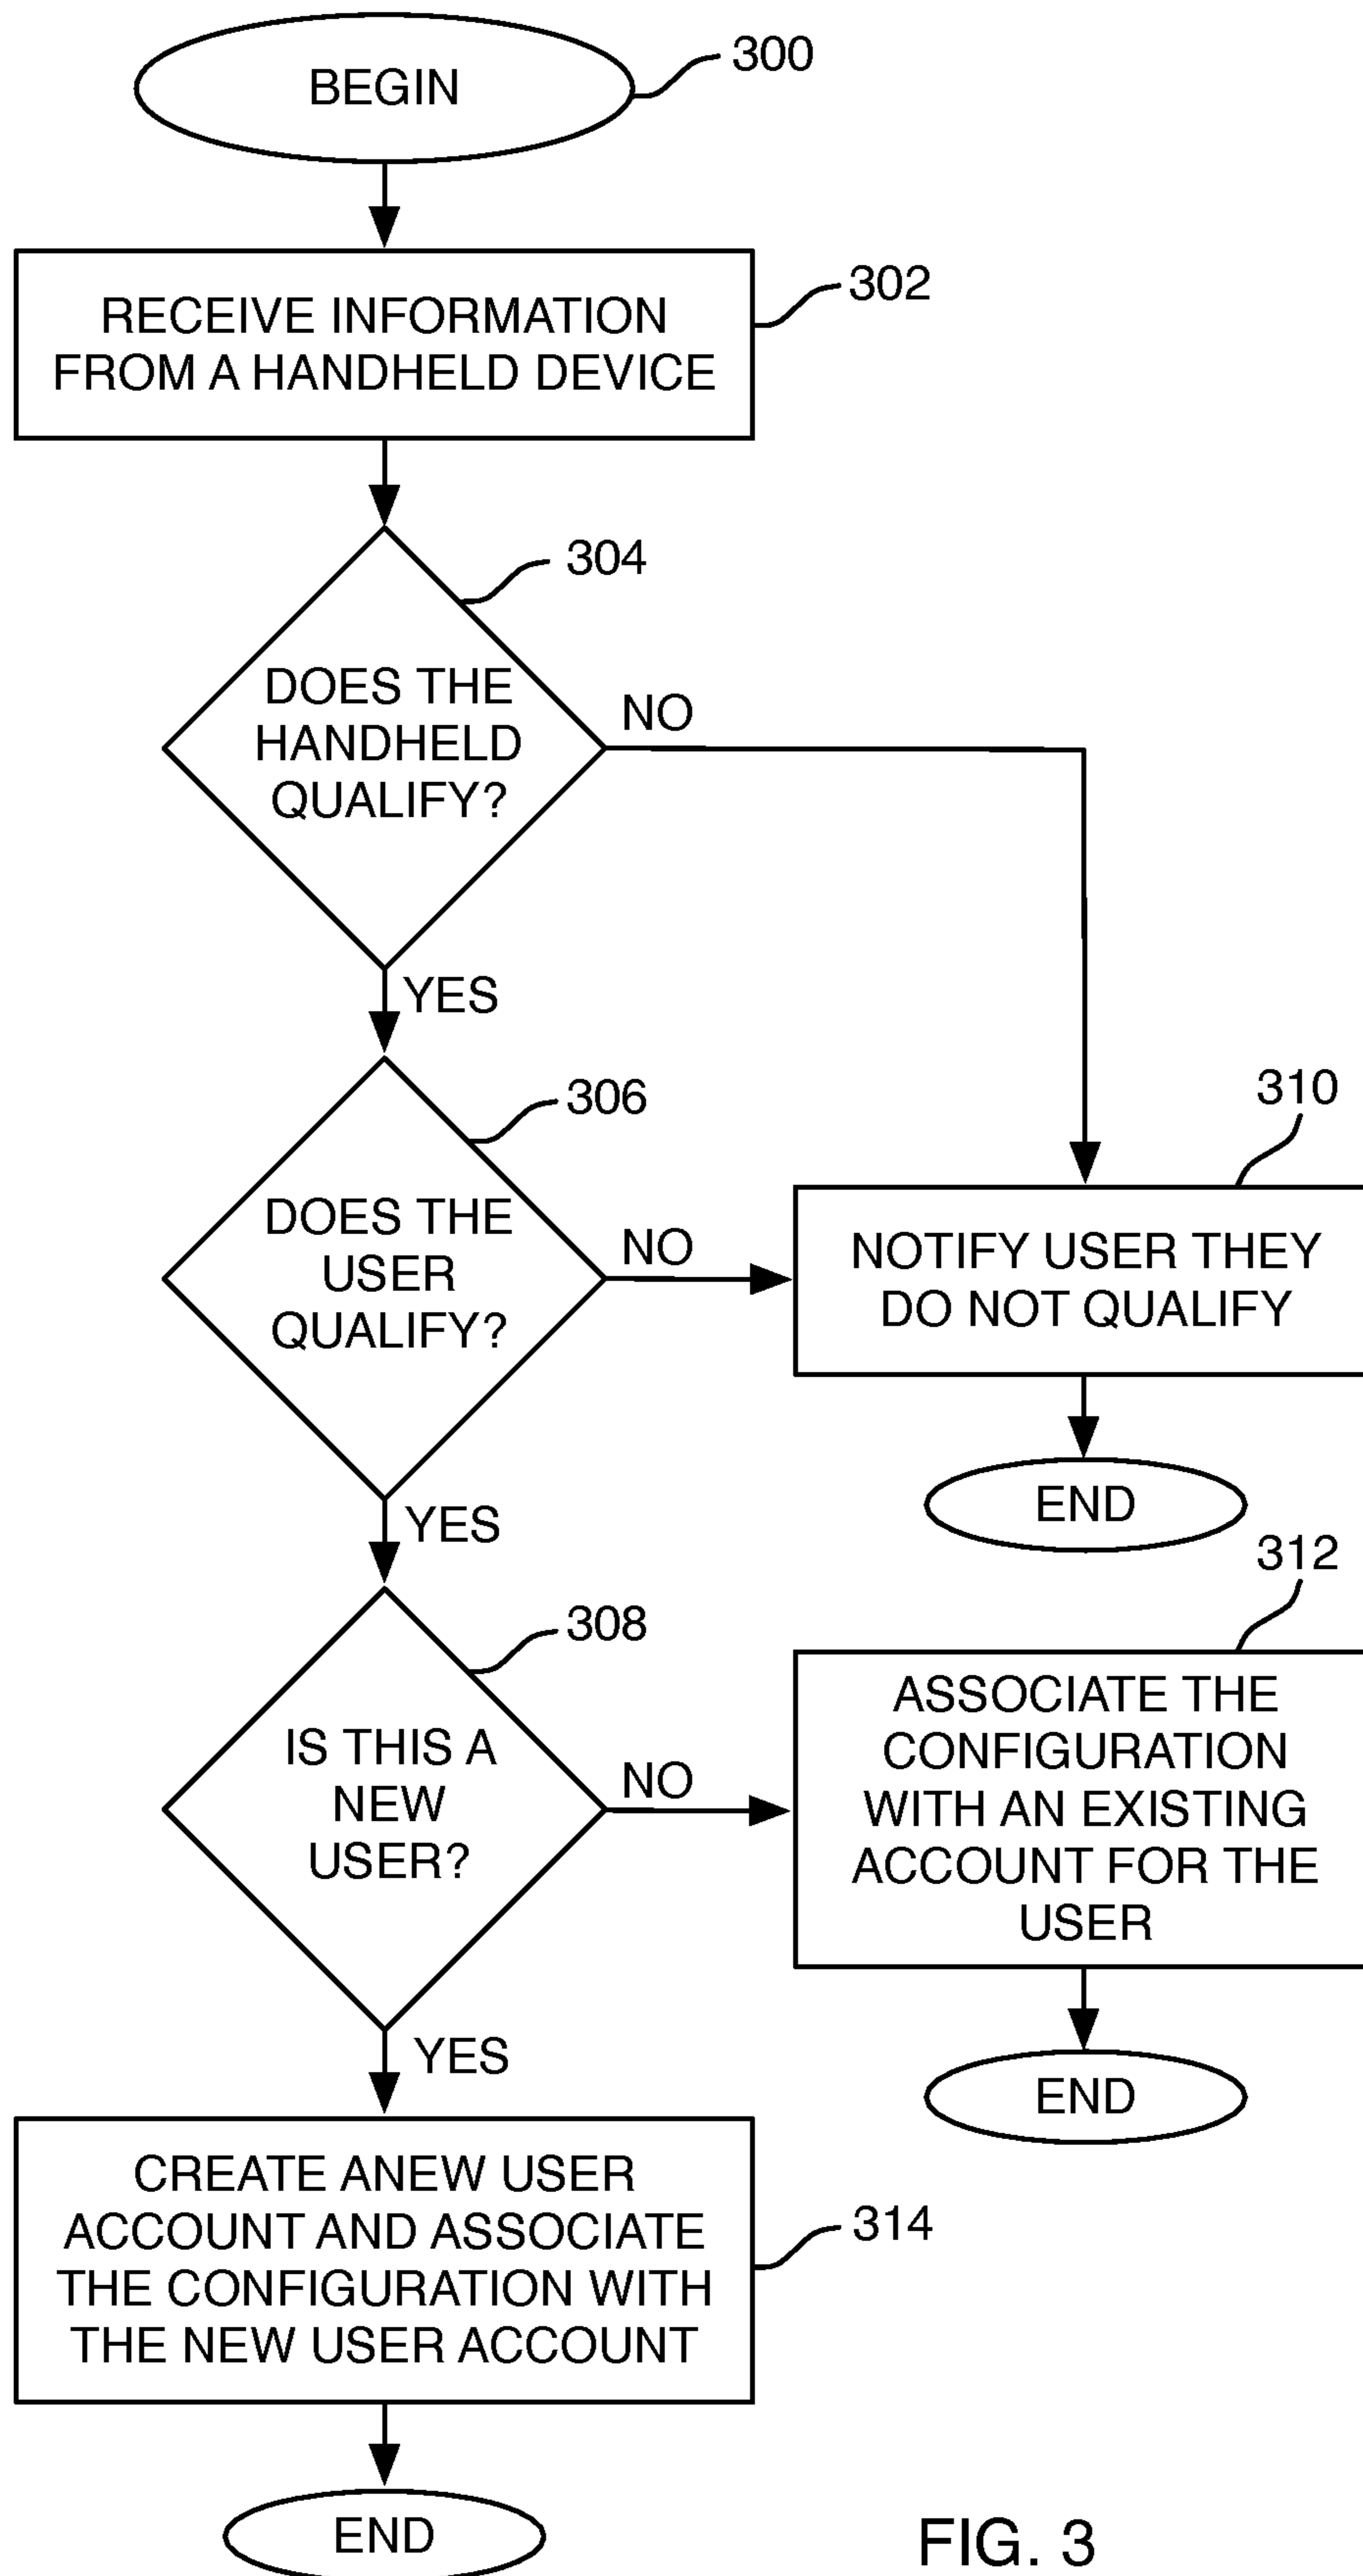 BEGIN
300
RECEIVE INFORMATION
FROM A HANDHELD DEVICE
302
304
DOES THE
HANDHELD
QUALIFY?
NO
YES
306
DOES THE
USER
QUALIFY?
NO
310
NOTIFY USER THEY
DO NOT QUALIFY
END
YES
308
IS THIS A
NEW
USER?
NO
312
ASSOCIATE THE
CONFIGURATION
WITH AN EXISTING
ACCOUNT FOR THE
USER
END
YES
CREATE ANEW USER
ACCOUNT AND ASSOCIATE
THE CONFIGURATION WITH
THE NEW USER ACCOUNT
314
END
FIG. 3